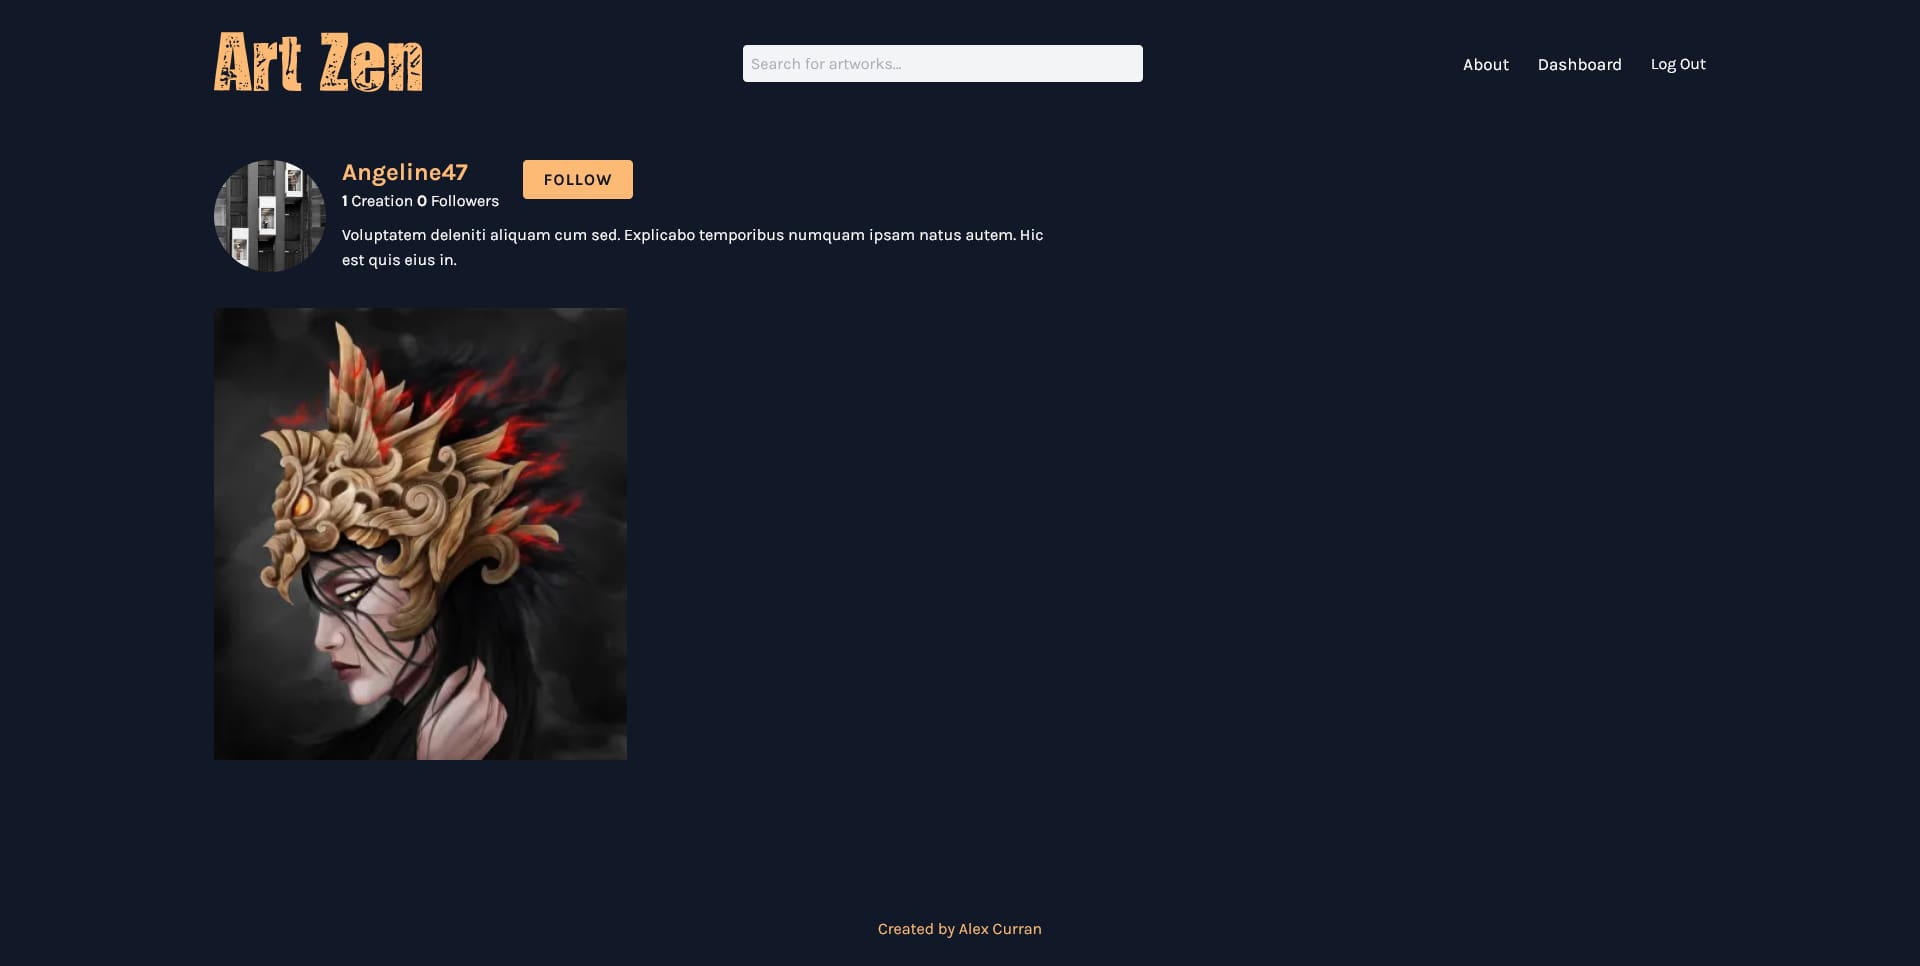 Art Zen
Search for artworks...
About
Dashboard
Log Out
Angeline47
FOLLOW
1 Creation 0 Followers
Voluptatem deleniti aliquam cum sed. Explicabo temporibus numquam ipsam natus autem. Hic
est quis eius in.
Created by Alex Curran